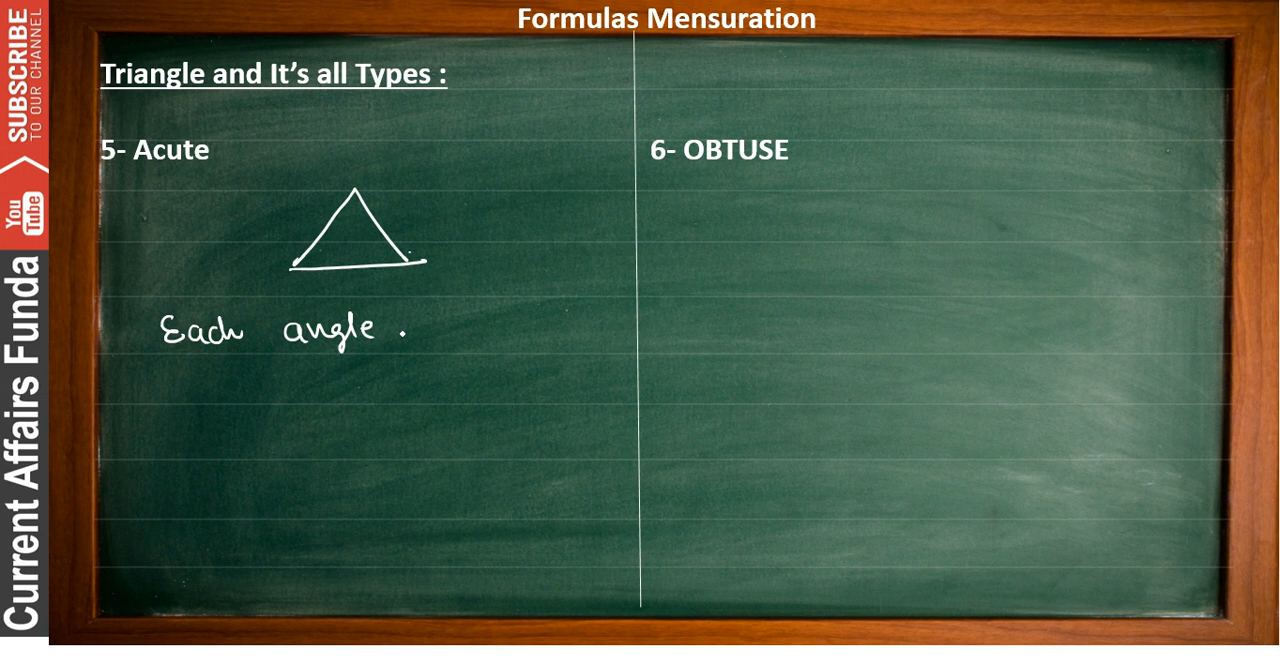 Formulas Mensuration
Triangle and It's all Types :
5- Acute
6- OBTUSE
Each angle .
SUBSCRIBE
TO OUR CHANNEL
You
Tube
Current Affairs Funda